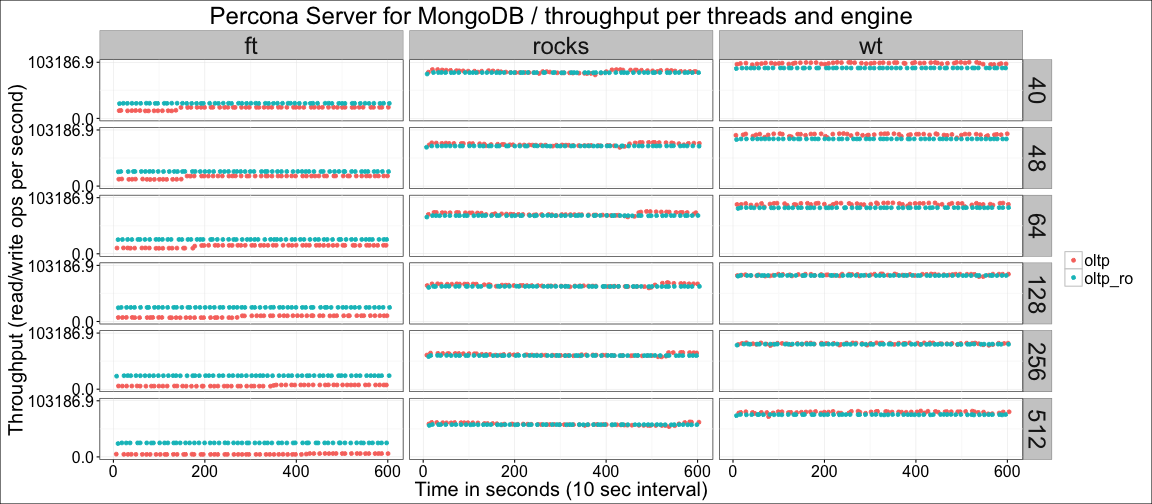 Percona Server for MongoDB / throughput per threads and engine
ft rocks wt
Throughput (read/write ops per second)
103186.9
0.0
40
103186.9
0.0
48
103186.9
0.0
64
103186.9
0.0
128
103186.9
0.0
256
103186.9
0.0
512
0 200 400 600 0 200 400 600 0 200 400 600
Time in seconds (10 sec interval)
oltp
oltp_ro